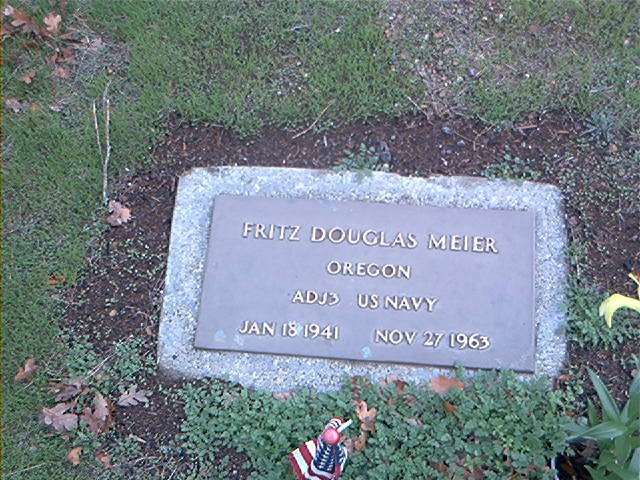 FRITZ DOUGLAS MEIER
OREGON
ADJ3 US NAVY
JAN 18 1941 NOV 27 1963